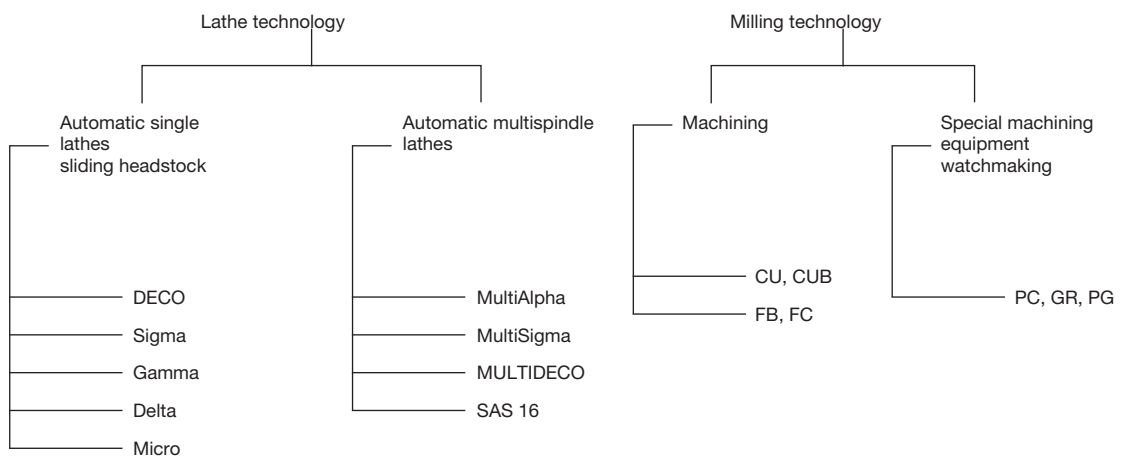 Lathe technology
Automatic single
lathes
sliding headstock
DECO
Sigma
Gamma
Delta
Micro
Automatic multispindle
lathes
MultiAlpha
MultiSigma
MULTIDECO
SAS 16
Milling technology
Machining
CU, CUB
FB, FC
Special machining
equipment
watchmaking
PC, GR, PG